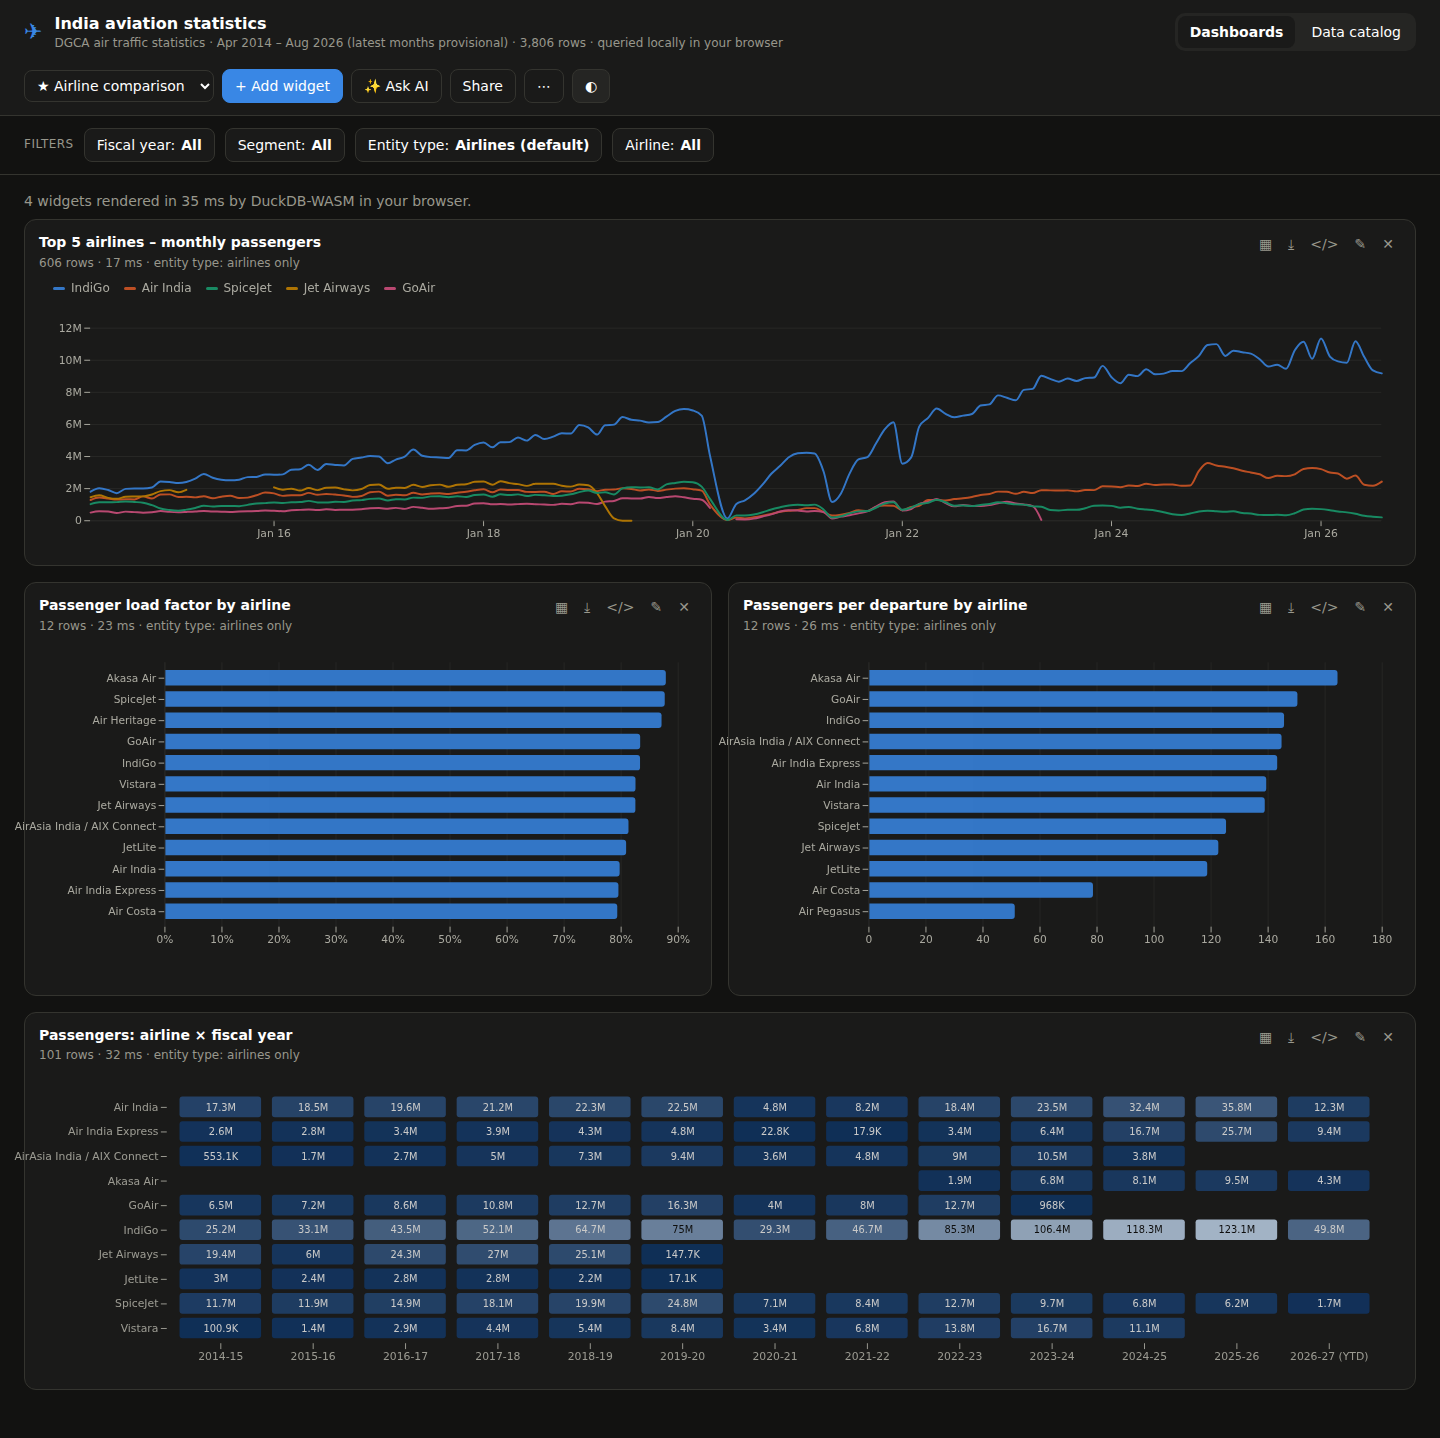 ✈ India aviation statistics
DGCA air traffic statistics · Apr 2014 – Aug 2026 (latest months provisional) · 3,806 rows · queried locally in your browser
Dashboards Data catalog
★ Airline comparison + Add widget ✨ Ask AI Share ⋯ ◐
FILTERS Fiscal year: All Segment: All Entity type: Airlines (default) Airline: All
4 widgets rendered in 35 ms by DuckDB-WASM in your browser.
Top 5 airlines – monthly passengers
▦ ⤓ </> ✎ ✕
606 rows · 17 ms · entity type: airlines only
IndiGo Air India SpiceJet Jet Airways GoAir
12M
10M
8M
6M
4M
2M
0
Jan 16 Jan 18 Jan 20 Jan 22 Jan 24 Jan 26
Passenger load factor by airline
▦ ⤓ </> ✎ ✕
12 rows · 23 ms · entity type: airlines only
Akasa Air
SpiceJet
Air Heritage
GoAir
IndiGo
Vistara
Jet Airways
AirAsia India / AIX Connect
JetLite
Air India
Air India Express
Air Costa
0% 10% 20% 30% 40% 50% 60% 70% 80% 90%
Passengers per departure by airline
▦ ⤓ </> ✎ ✕
12 rows · 26 ms · entity type: airlines only
Akasa Air
GoAir
IndiGo
AirAsia India / AIX Connect
Air India Express
Air India
Vistara
SpiceJet
Jet Airways
JetLite
Air Costa
Air Pegasus
0 20 40 60 80 100 120 140 160 180
Passengers: airline × fiscal year
▦ ⤓ </> ✎ ✕
101 rows · 32 ms · entity type: airlines only
Air India 17.3M 18.5M 19.6M 21.2M 22.3M 22.5M 4.8M 8.2M 18.4M 23.5M 32.4M 35.8M 12.3M
Air India Express 2.6M 2.8M 3.4M 3.9M 4.3M 4.8M 22.8K 17.9K 3.4M 6.4M 16.7M 25.7M 9.4M
AirAsia India / AIX Connect 553.1K 1.7M 2.7M 5M 7.3M 9.4M 3.6M 4.8M 9M 10.5M 3.8M
Akasa Air 1.9M 6.8M 8.1M 9.5M 4.3M
GoAir 6.5M 7.2M 8.6M 10.8M 12.7M 16.3M 4M 8M 12.7M 968K
IndiGo 25.2M 33.1M 43.5M 52.1M 64.7M 75M 29.3M 46.7M 85.3M 106.4M 118.3M 123.1M 49.8M
Jet Airways 19.4M 6M 24.3M 27M 25.1M 147.7K
JetLite 3M 2.4M 2.8M 2.8M 2.2M 17.1K
SpiceJet 11.7M 11.9M 14.9M 18.1M 19.9M 24.8M 7.1M 8.4M 12.7M 9.7M 6.8M 6.2M 1.7M
Vistara 100.9K 1.4M 2.9M 4.4M 5.4M 8.4M 3.4M 6.8M 13.8M 16.7M 11.1M
2014-15 2015-16 2016-17 2017-18 2018-19 2019-20 2020-21 2021-22 2022-23 2023-24 2024-25 2025-26 2026-27 (YTD)